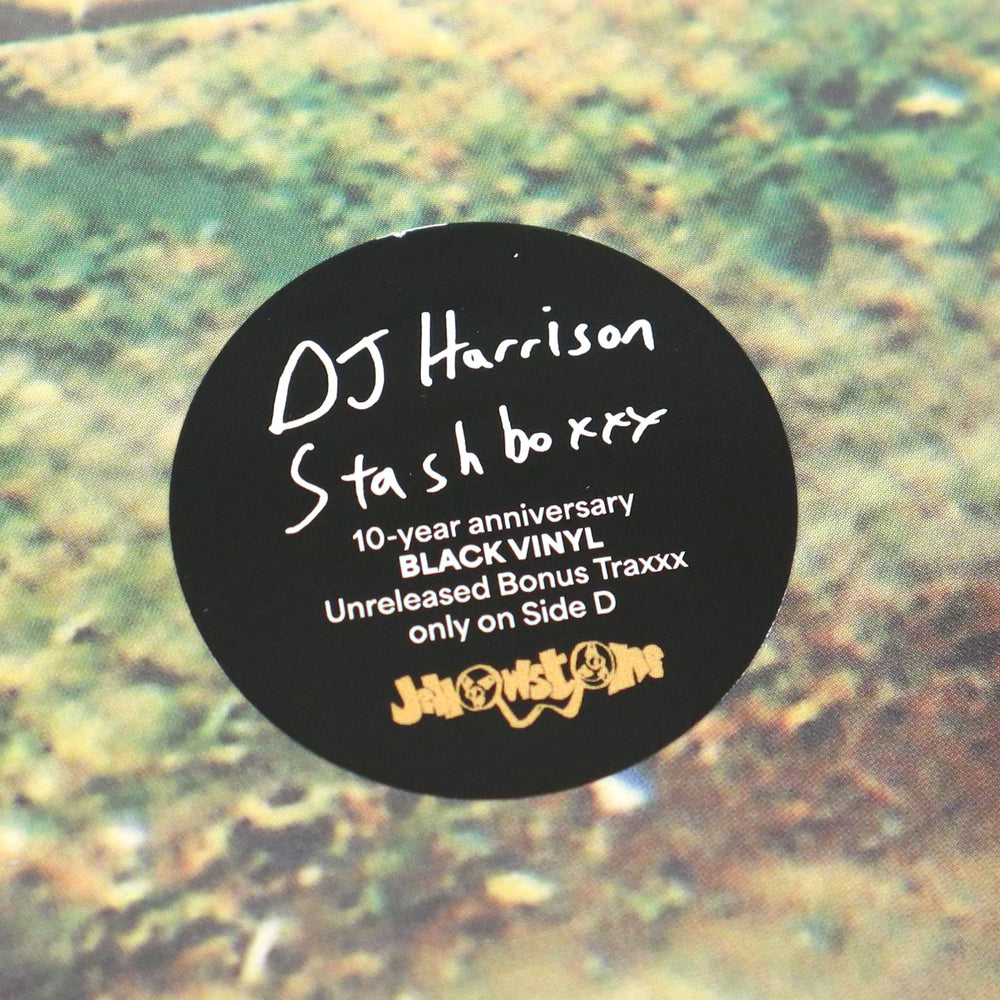 DJ Harrison
Stashboxxx
10-year anniversary
BLACK VINYL
Unreleased Bonus Traxxx
only on Side D
Jellowstone